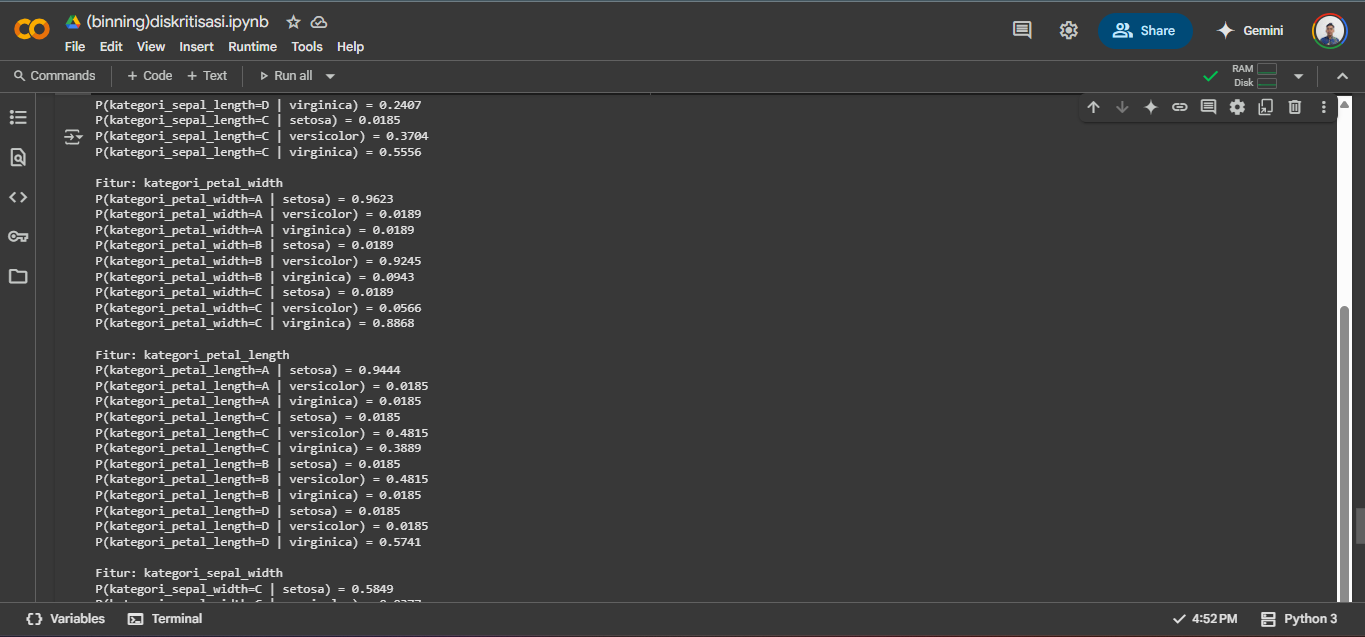 (binning)diskritisasi.ipynb
File Edit View Insert Runtime Tools Help
Share
Gemini
Commands + Code + Text Run all
RAM
Disk
P(kategori_sepal_length=D | virginica) = 0.2407
P(kategori_sepal_length=C | setosa) = 0.0185
P(kategori_sepal_length=C | versicolor) = 0.3704
P(kategori_sepal_length=C | virginica) = 0.5556
Fitur: kategori_petal_width
P(kategori_petal_width=A | setosa) = 0.9623
P(kategori_petal_width=A | versicolor) = 0.0189
P(kategori_petal_width=A | virginica) = 0.0189
P(kategori_petal_width=B | setosa) = 0.0189
P(kategori_petal_width=B | versicolor) = 0.9245
P(kategori_petal_width=B | virginica) = 0.0943
P(kategori_petal_width=C | setosa) = 0.0189
P(kategori_petal_width=C | versicolor) = 0.0566
P(kategori_petal_width=C | virginica) = 0.8868
Fitur: kategori_petal_length
P(kategori_petal_length=A | setosa) = 0.9444
P(kategori_petal_length=A | versicolor) = 0.0185
P(kategori_petal_length=A | virginica) = 0.0185
P(kategori_petal_length=C | setosa) = 0.0185
P(kategori_petal_length=C | versicolor) = 0.4815
P(kategori_petal_length=C | virginica) = 0.3889
P(kategori_petal_length=B | setosa) = 0.0185
P(kategori_petal_length=B | versicolor) = 0.4815
P(kategori_petal_length=B | virginica) = 0.0185
P(kategori_petal_length=D | setosa) = 0.0185
P(kategori_petal_length=D | versicolor) = 0.0185
P(kategori_petal_length=D | virginica) = 0.5741
Fitur: kategori_sepal_width
P(kategori_sepal_width=C | setosa) = 0.5849
Variables Terminal
4:52 PM Python 3